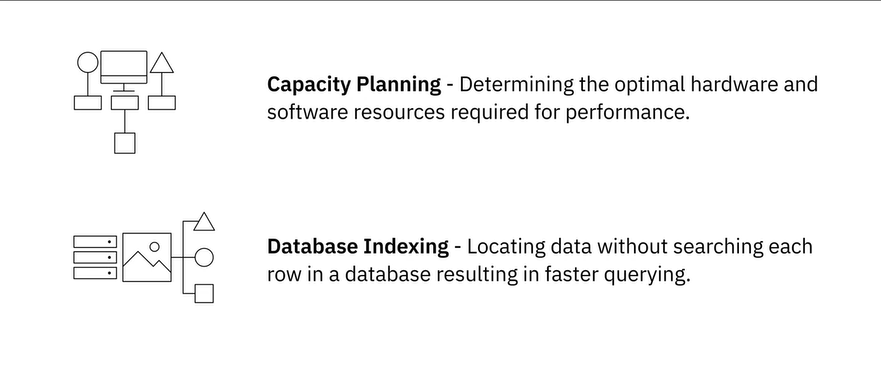 Capacity Planning - Determining the optimal hardware and
software resources required for performance.
Database Indexing - Locating data without searching each
row in a database resulting in faster querying.